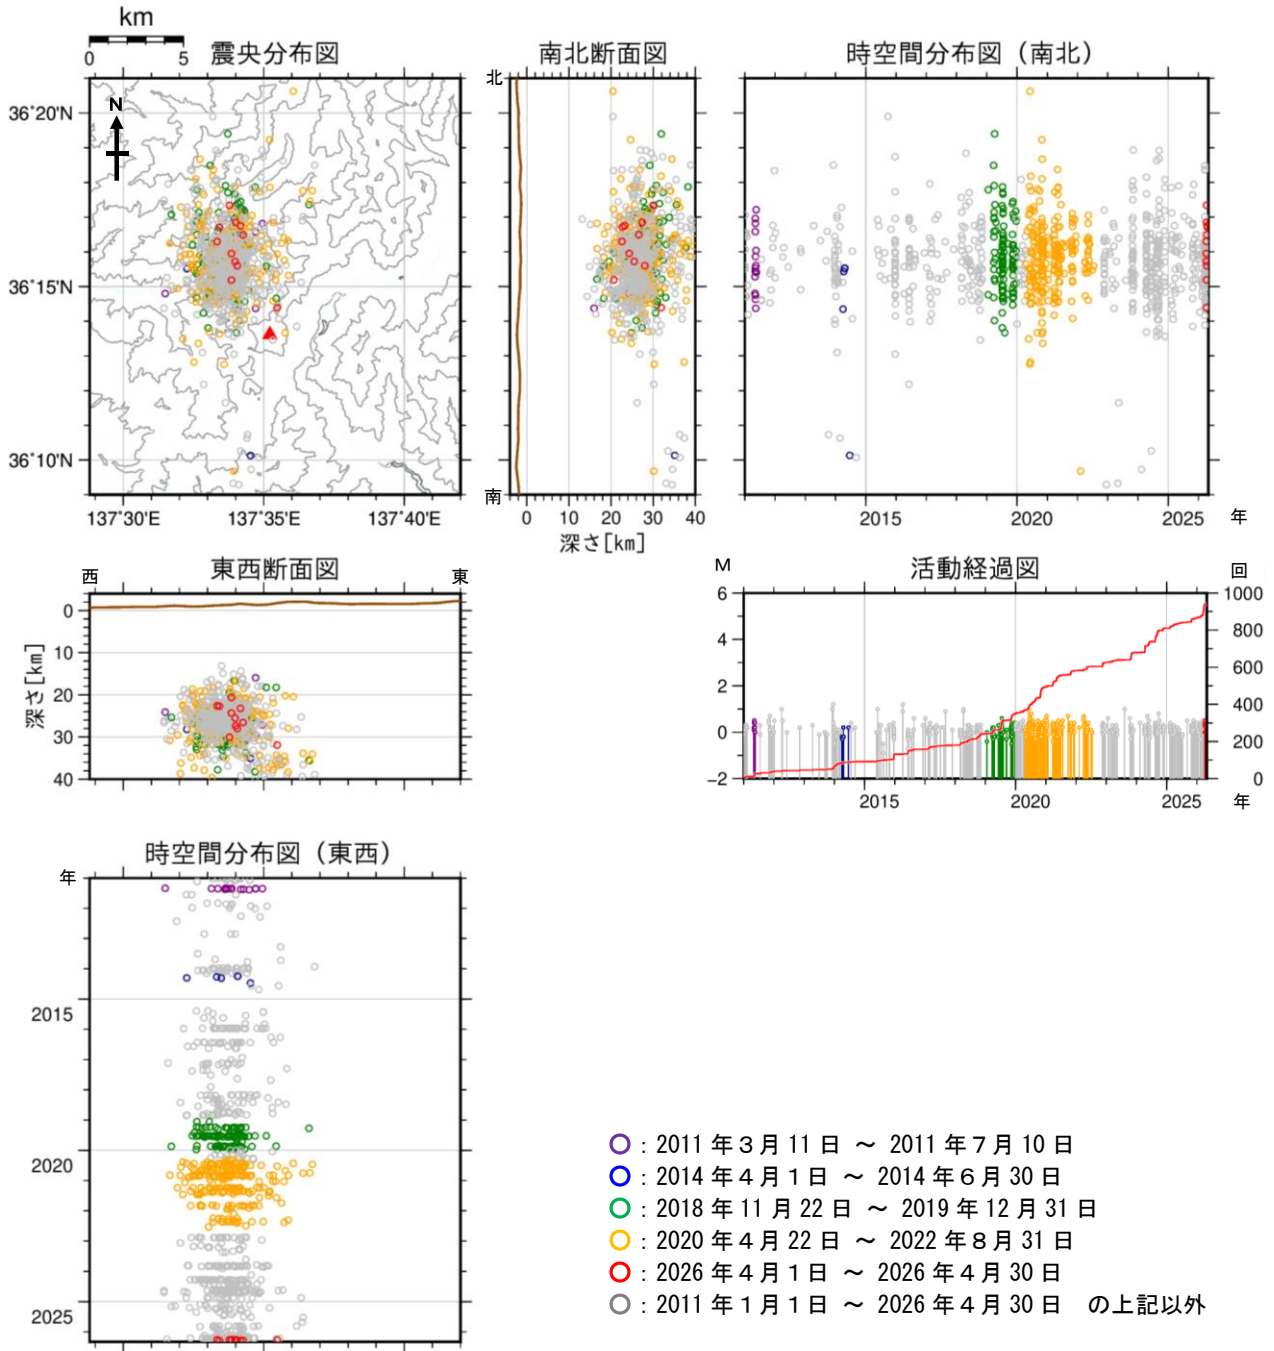 km
0 5
震央分布図
N
36°20'N
36°15'N
36°10'N
137°30'E 137°35'E 137°40'E
南北断面図
北
南
0 10 20 30 40
深さ[km]
時空間分布図（南北）
2015 2020 2025 年
東西断面図
西 東
0
10
20
30
40
深さ[km]
活動経過図
M 回
6 1000
4 800
2 600
0 400
-2 200
0
2015 2020 2025
年
時空間分布図（東西）
年
2015
2020
2025
：2011 年３月 11 日 ～ 2011 年７月 10 日
：2014 年４月１日 ～ 2014 年６月 30 日
：2018 年 11 月 22 日 ～ 2019 年 12 月 31 日
：2020 年４月 22 日 ～ 2022 年８月 31 日
：2026 年４月１日 ～ 2026 年４月 30 日
：2011 年１月１日 ～ 2026 年４月 30 日 の上記以外